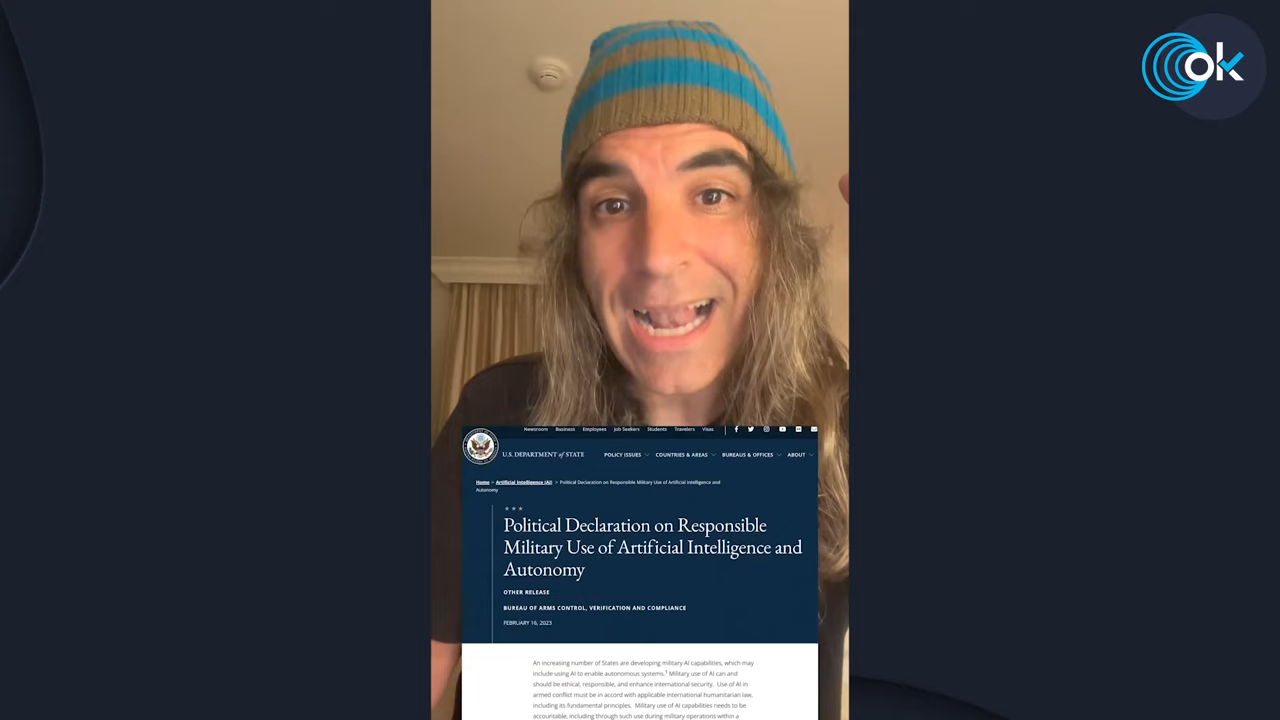 ok
Newsroom Business Employees Job Seekers Students Travelers Visas
U.S. DEPARTMENT of STATE POLICY ISSUES COUNTRIES & AREAS BUREAUS & OFFICES ABOUT
Home > Artificial Intelligence (AI) > Political Declaration on Responsible Military Use of Artificial Intelligence and
Autonomy
Political Declaration on Responsible
Military Use of Artificial Intelligence and
Autonomy
OTHER RELEASE
BUREAU OF ARMS CONTROL, VERIFICATION AND COMPLIANCE
FEBRUARY 16, 2023
An increasing number of States are developing military AI capabilities, which may
include using AI to enable autonomous systems.¹ Military use of AI can and
should be ethical, responsible, and enhance international security. Use of AI in
armed conflict must be in accord with applicable international humanitarian law,
including its fundamental principles. Military use of AI capabilities needs to be
accountable, including through such use during military operations within a